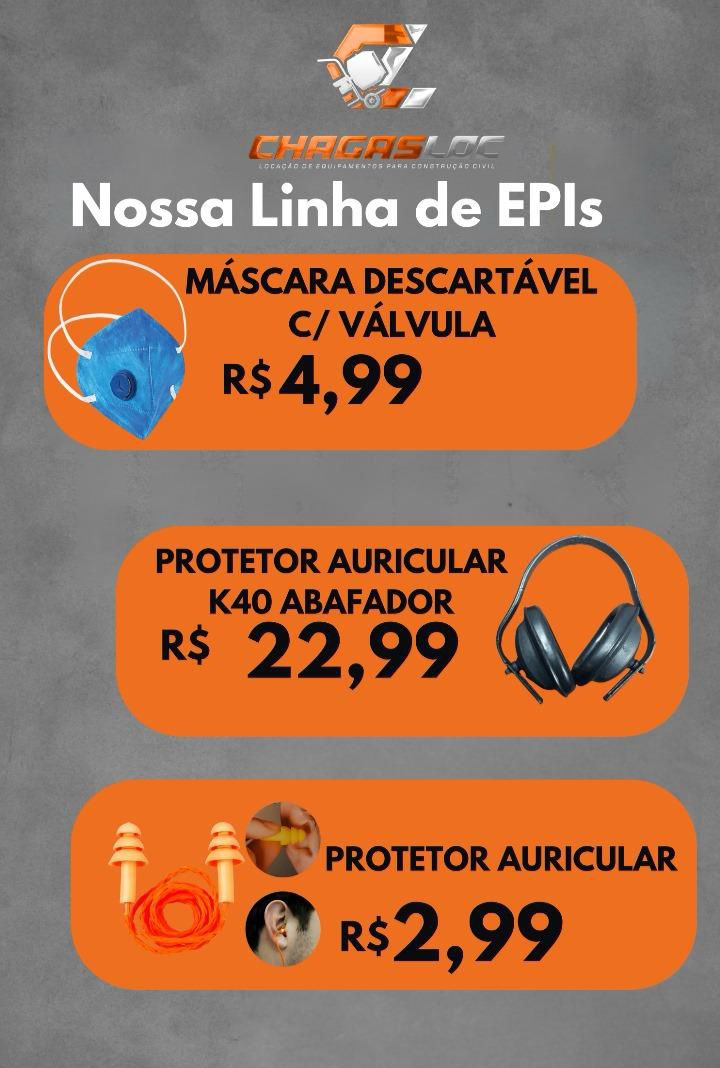 CHAGASLOC
LOCAÇÃO DE EQUIPAMENTOS PARA CONSTRUÇÃO CIVIL
Nossa Linha de EPIs
MÁSCARA DESCARTÁVEL
C/ VÁLVULA
R$ 4,99
PROTETOR AURICULAR
K40 ABAFADOR
R$ 22,99
PROTETOR AURICULAR
R$ 2,99